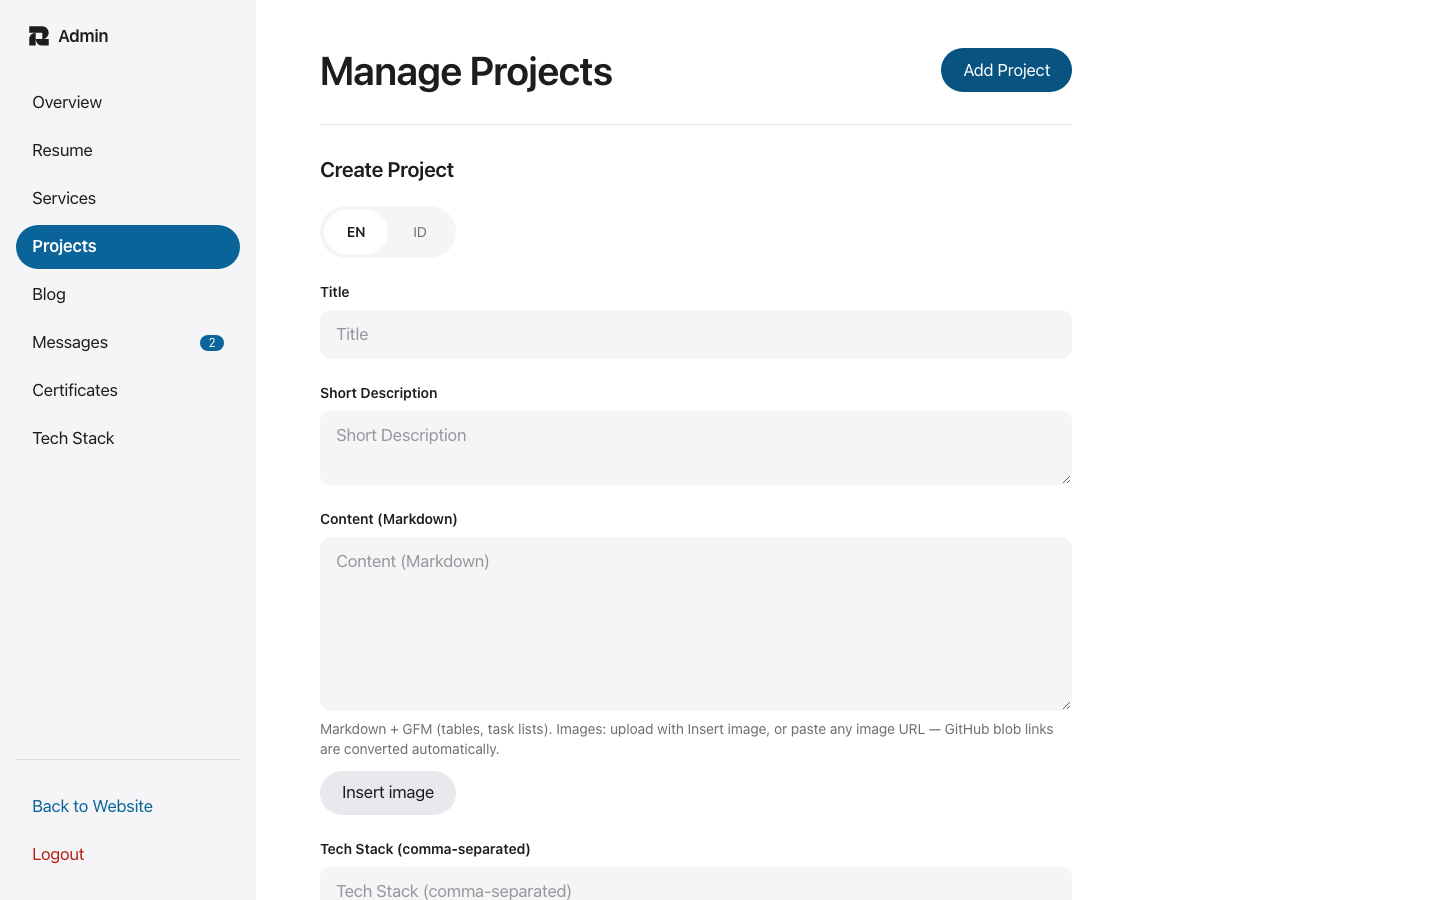 Admin
Overview
Resume
Services
Projects
Blog
Messages 2
Certificates
Tech Stack
Back to Website
Logout
Manage Projects
Add Project
Create Project
EN ID
Title
Title
Short Description
Short Description
Content (Markdown)
Content (Markdown)
Markdown + GFM (tables, task lists). Images: upload with Insert image, or paste any image URL — GitHub blob links
are converted automatically.
Insert image
Tech Stack (comma-separated)
Tech Stack (comma-separated)